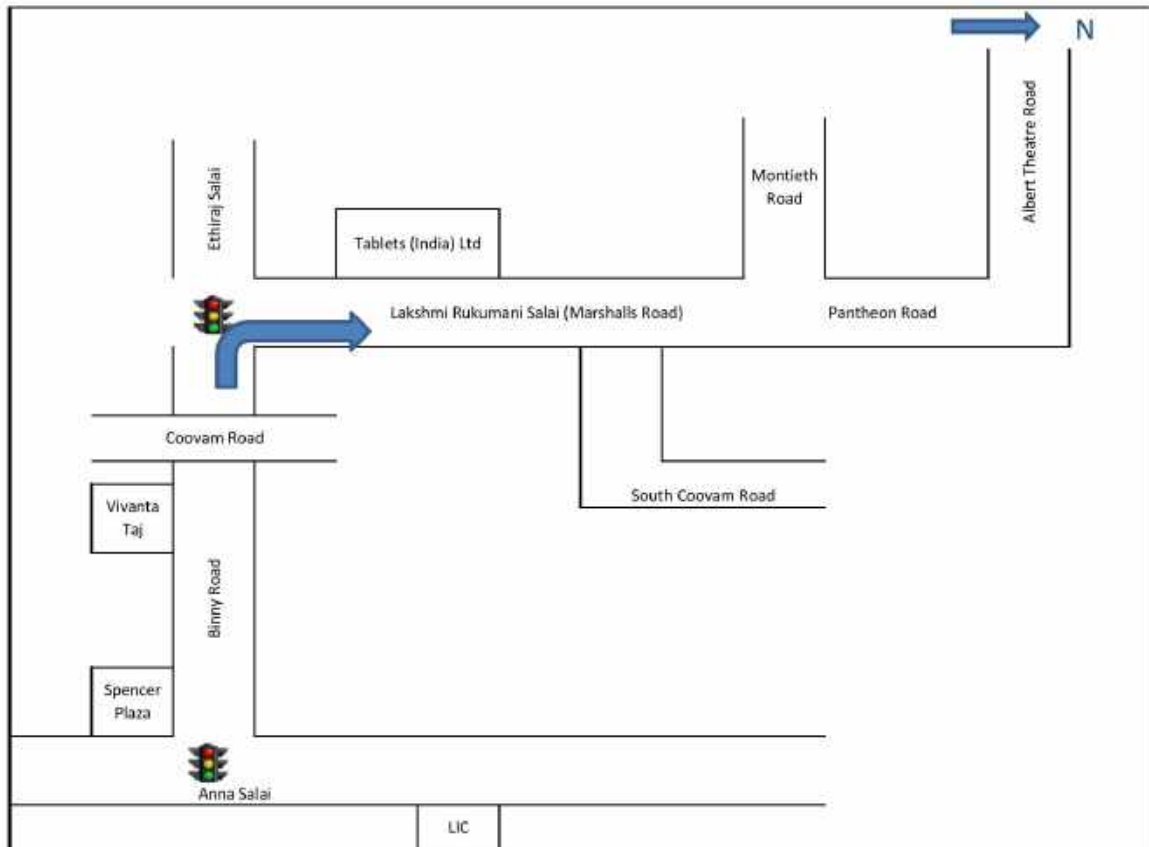 N
Albert Theatre Road
Montieth
Road
Ethiraj Salai
Tablets (India) Ltd
Lakshmi Rukumani Salai (Marshalls Road)
Pantheon Road
Coovam Road
South Coovam Road
Vivanta
Taj
Binny Road
Spencer
Plaza
Anna Salai
LIC